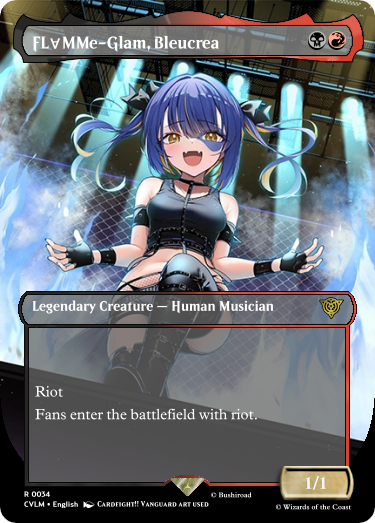 FL∀MMe-Glam, Bleucrea
Legendary Creature — Human Musician
Riot
Fans enter the battlefield with riot.
1/1
R 0034
CVLM • English CARDFIGHT!! VANGUARD ART USED
© Bushiroad
© Wizards of the Coast